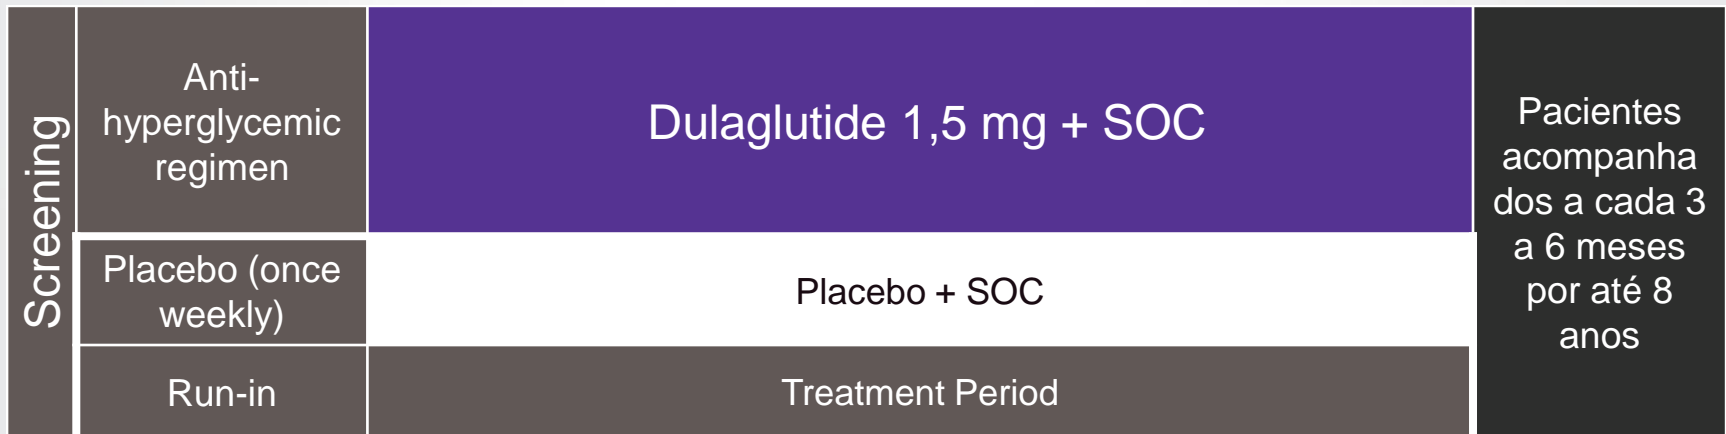 Screening
Anti-
hyperglycemic
regimen
Dulaglutide 1,5 mg + SOC
Pacientes
acompanha
dos a cada 3
a 6 meses
por até 8
anos
Placebo (once
weekly)
Placebo + SOC
Run-in
Treatment Period